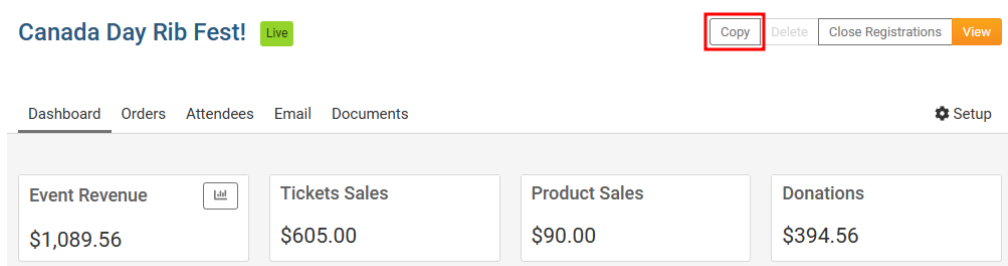 Canada Day Rib Fest! Live
Copy Delete Close Registrations View
Dashboard Orders Attendees Email Documents Setup
Event Revenue Tickets Sales Product Sales Donations
$1,089.56 $605.00 $90.00 $394.56